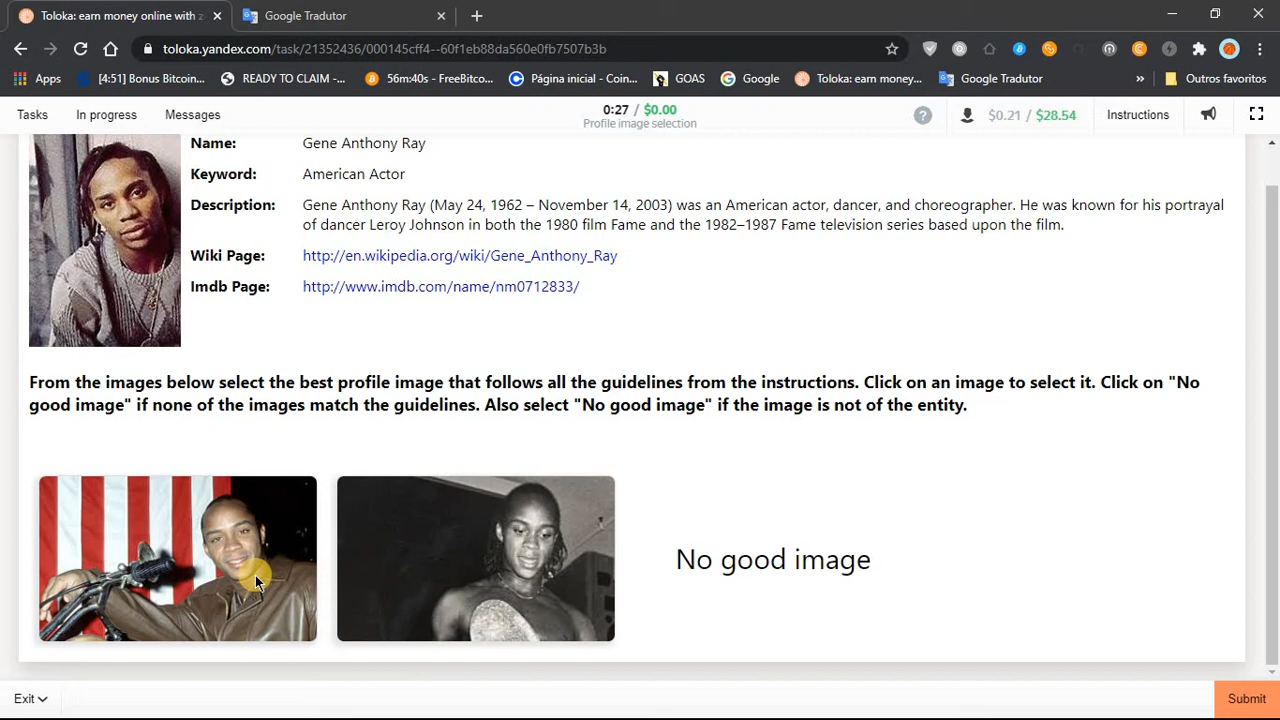 Toloka: earn money online with
Google Tradutor
toloka.yandex.com/task/21352436/000145cff4--60f1eb88da560e0fb7507b3b
Apps [4:51] Bonus Bitcoin... READY TO CLAIM -... 56m:40s - FreeBitco... Página inicial - Coin... GOAS Google Toloka: earn money... Google Tradutor » Outros favoritos
Tasks In progress Messages 0:27 / $0.00 ? $0.21 / $28.54 Instructions
Profile image selection
Name: Gene Anthony Ray
Keyword: American Actor
Description: Gene Anthony Ray (May 24, 1962 – November 14, 2003) was an American actor, dancer, and choreographer. He was known for his portrayal
of dancer Leroy Johnson in both the 1980 film Fame and the 1982–1987 Fame television series based upon the film.
Wiki Page: http://en.wikipedia.org/wiki/Gene_Anthony_Ray
Imdb Page: http://www.imdb.com/name/nm0712833/
From the images below select the best profile image that follows all the guidelines from the instructions. Click on an image to select it. Click on "No
good image" if none of the images match the guidelines. Also select "No good image" if the image is not of the entity.
No good image
Exit Submit